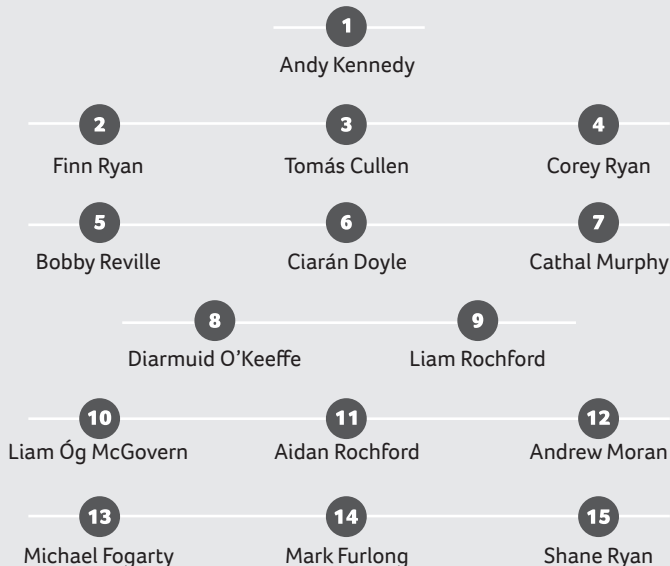 1
Andy Kennedy
2 3 4
Finn Ryan Tomás Cullen Corey Ryan
5 6 7
Bobby Reville Ciarán Doyle Cathal Murphy
8 9
Diarmuid O'Keeffe Liam Rochford
10 11 12
Liam Óg McGovern Aidan Rochford Andrew Moran
13 14 15
Michael Fogarty Mark Furlong Shane Ryan